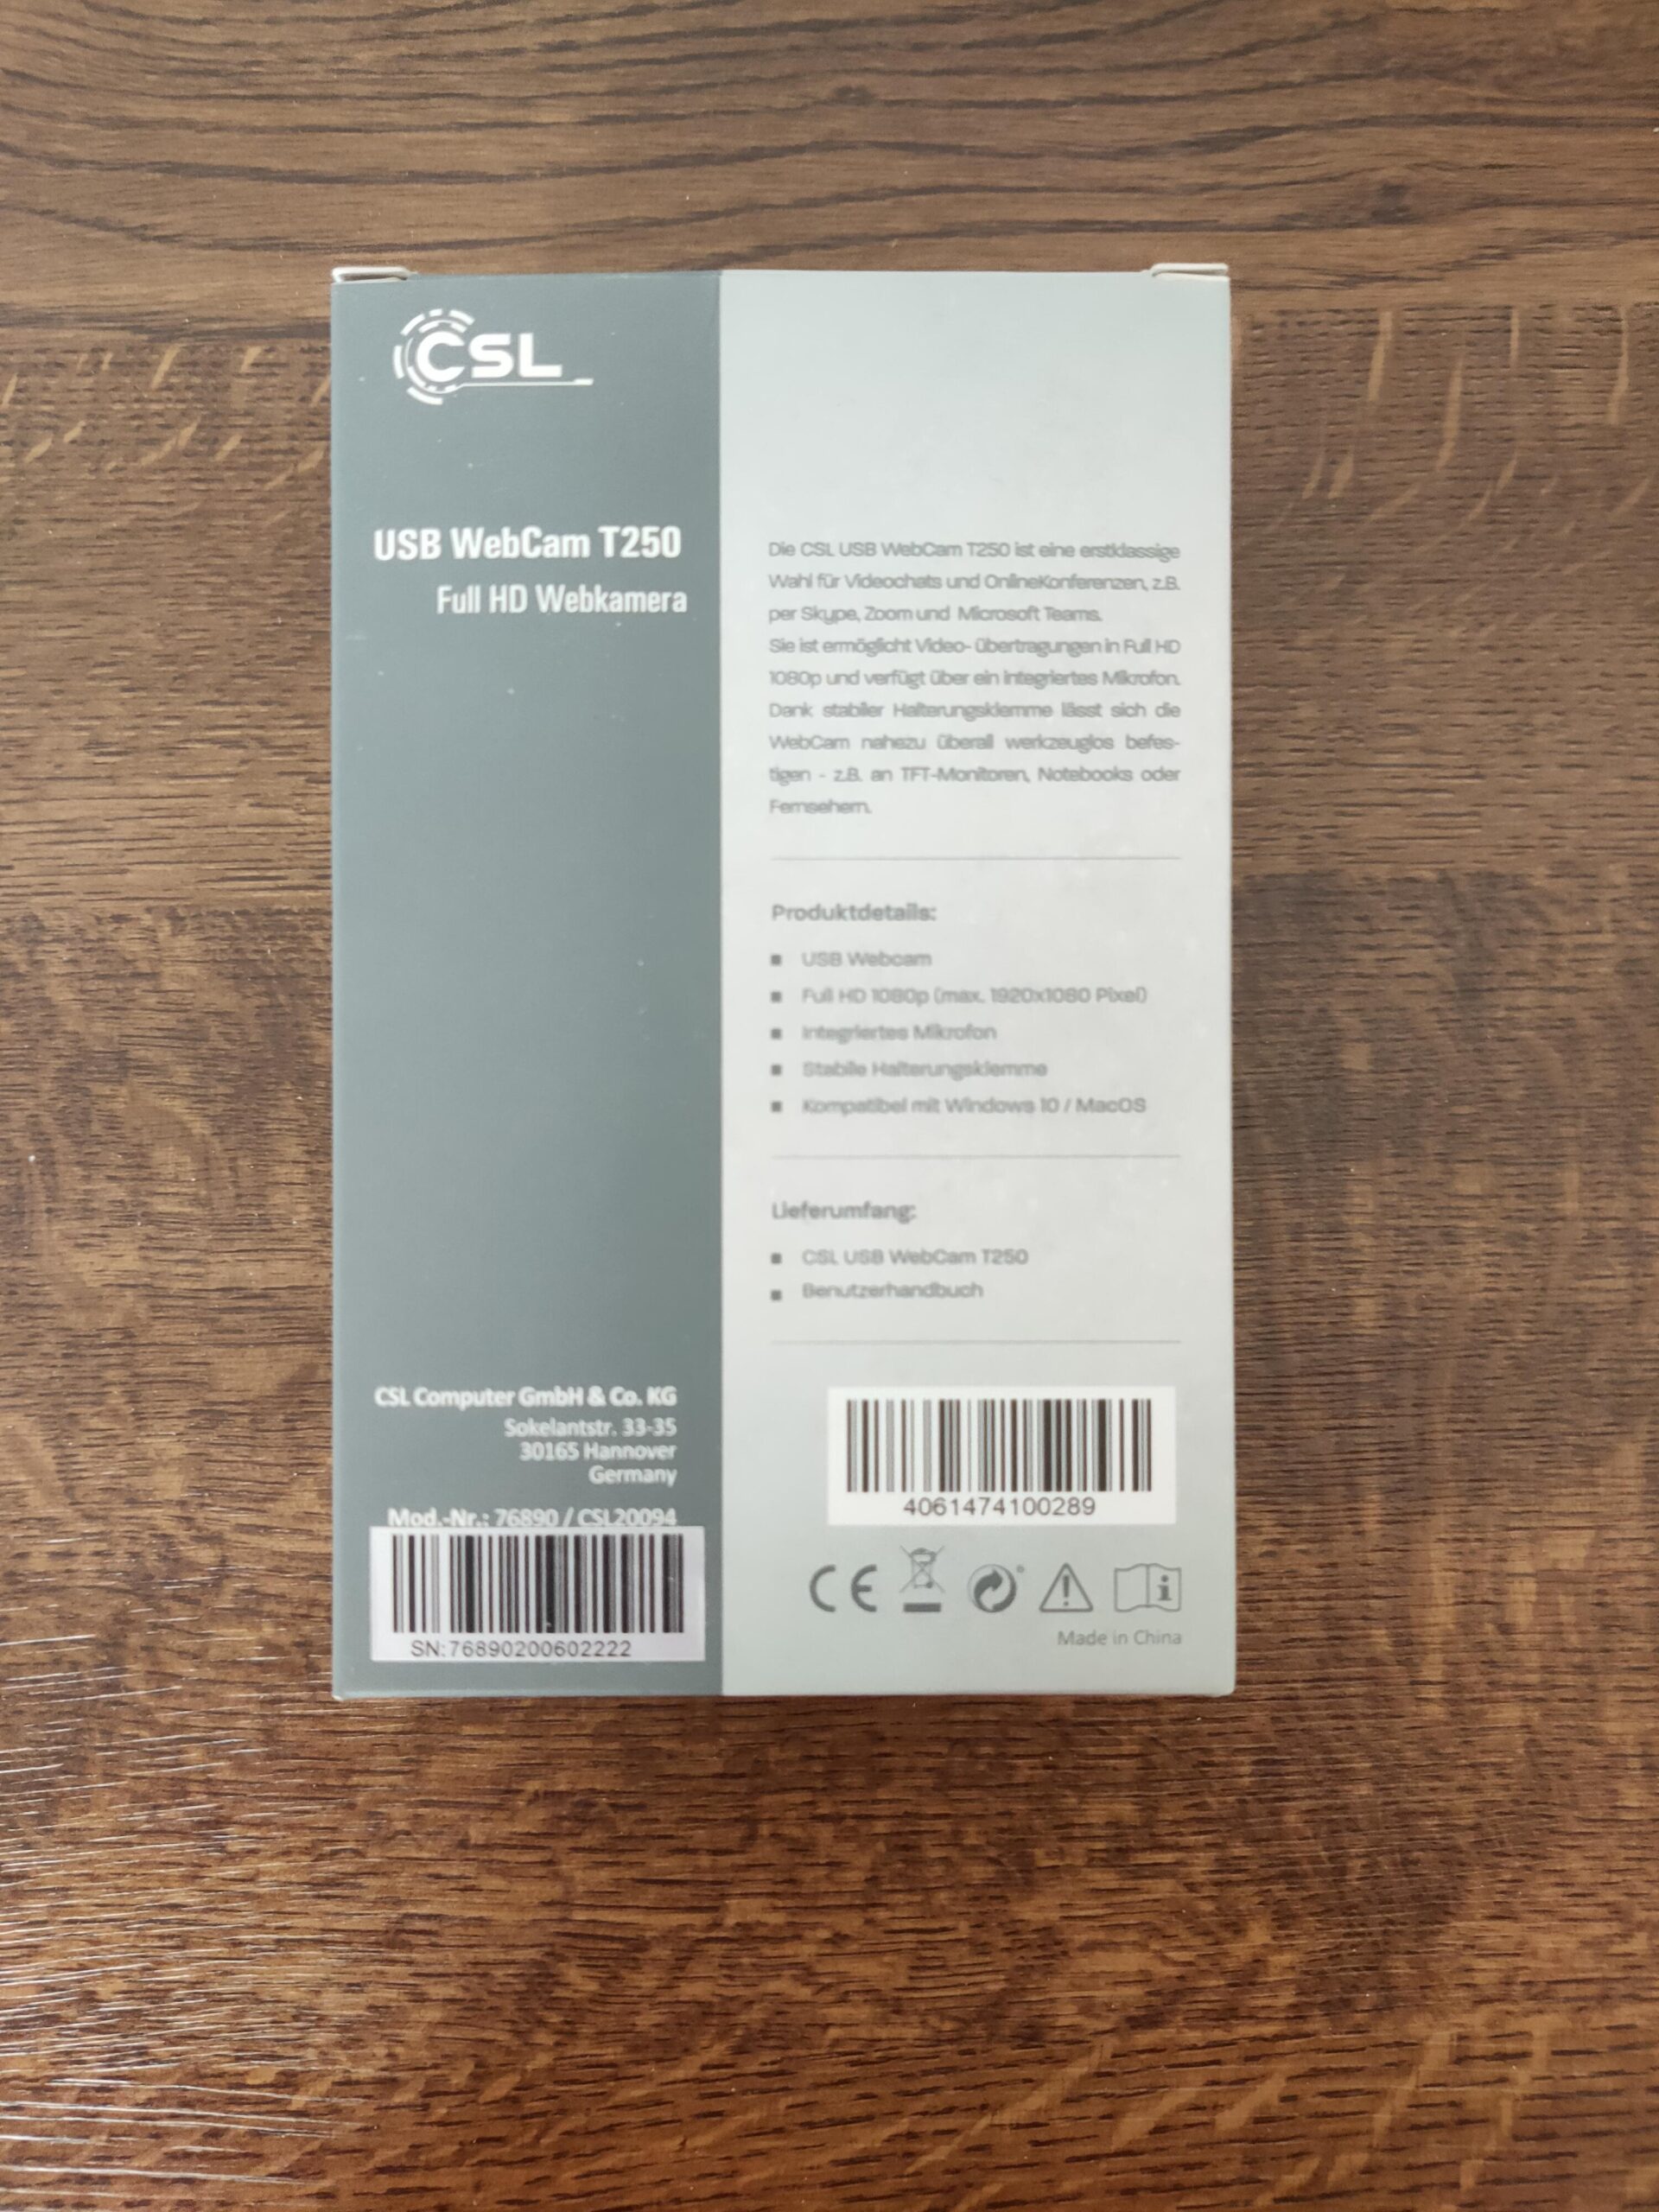 CSL
USB WebCam T250
Full HD Webkamera
CSL Computer GmbH & Co. KG
Sokelantstr. 33-35
30165 Hannover
Germany
Mod.-Nr.: 76890 / CSL20094
SN:76890200602222
Die CSL USB WebCam T250 ist eine erstklassige
Wahl für Videochats und OnlineKonferenzen, z.B.
per Skype, Zoom und Microsoft Teams.
Sie ist ermöglicht Video- übertragungen in Full HD
1080p und verfügt über ein integriertes Mikrofon.
Dank stabiler Halterungsklemme lässt sich die
WebCam nahezu überall werkzeuglos befes-
tigen - z.B. an TFT-Monitoren, Notebooks oder
Fernsehern.
Produktdetails:
USB Webcam
Full HD 1080p (max. 1920x1080 Pixel)
Integriertes Mikrofon
Stabile Halterungsklemme
Kompatibel mit Windows 10 / MacOS
Lieferumfang:
CSL USB WebCam T250
Benutzerhandbuch
4061474100289
CE
Made in China